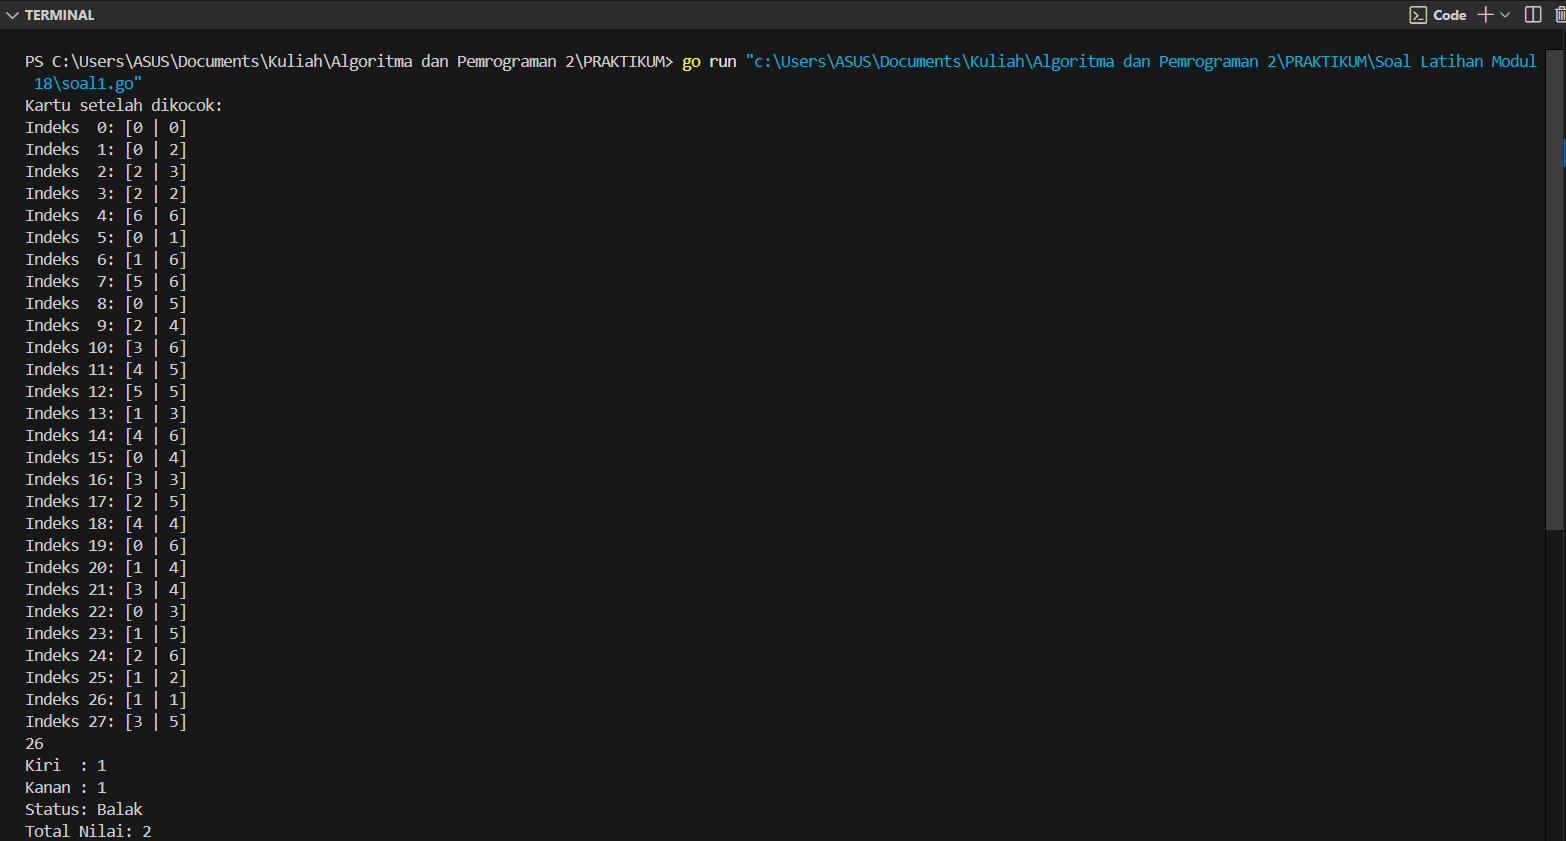 TERMINAL
Code
PS C:\Users\ASUS\Documents\Kuliah\Algoritma dan Pemrograman 2\PRAKTIKUM> go run "c:\Users\ASUS\Documents\Kuliah\Algoritma dan Pemrograman 2\PRAKTIKUM\Soal Latihan Modul
18\soal1.go"
Kartu setelah dikocok:
Indeks  0: [0 | 0]
Indeks  1: [0 | 2]
Indeks  2: [2 | 3]
Indeks  3: [2 | 2]
Indeks  4: [6 | 6]
Indeks  5: [0 | 1]
Indeks  6: [1 | 6]
Indeks  7: [5 | 6]
Indeks  8: [0 | 5]
Indeks  9: [2 | 4]
Indeks 10: [3 | 6]
Indeks 11: [4 | 5]
Indeks 12: [5 | 5]
Indeks 13: [1 | 3]
Indeks 14: [4 | 6]
Indeks 15: [0 | 4]
Indeks 16: [3 | 3]
Indeks 17: [2 | 5]
Indeks 18: [4 | 4]
Indeks 19: [0 | 6]
Indeks 20: [1 | 4]
Indeks 21: [3 | 4]
Indeks 22: [0 | 3]
Indeks 23: [1 | 5]
Indeks 24: [2 | 6]
Indeks 25: [1 | 2]
Indeks 26: [1 | 1]
Indeks 27: [3 | 5]
26
Kiri  : 1
Kanan : 1
Status: Balak
Total Nilai: 2